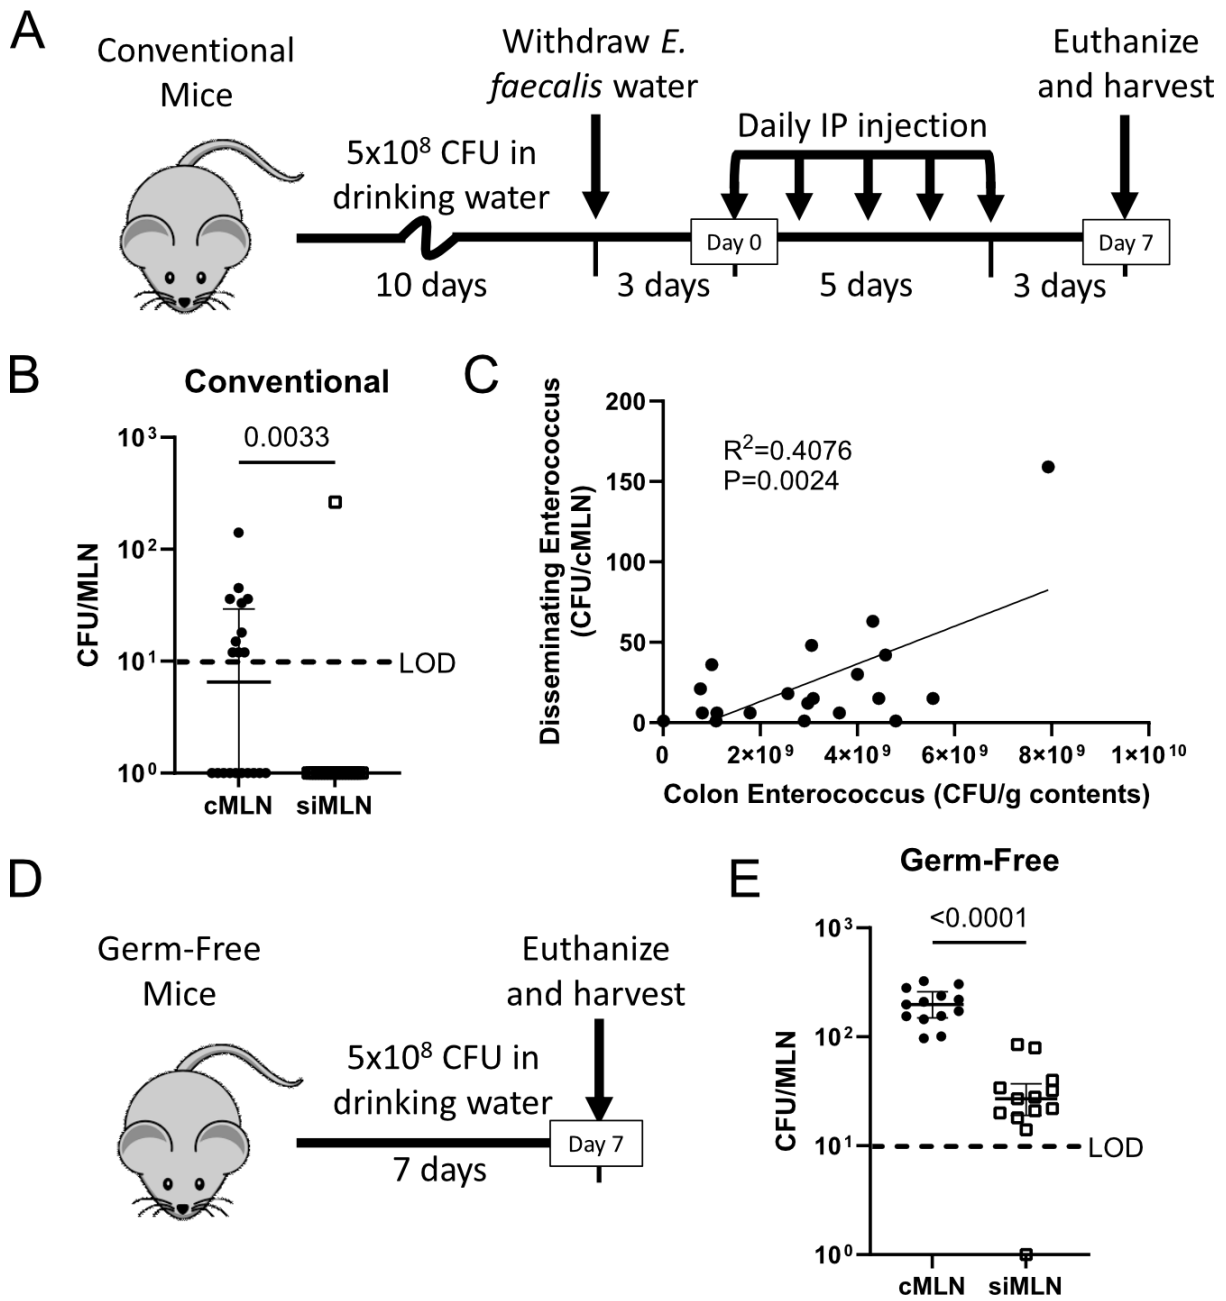 A
Conventional
Mice
5x10⁸ CFU in
drinking water
Withdraw E.
faecalis water
Daily IP injection
Euthanize
and harvest
Day 0
Day 7
10 days
3 days
5 days
3 days
B
Conventional
0.0033
CFU/MLN
10³
10²
10¹
10⁰
LOD
cMLN
siMLN
C
Disseminating Enterococcus
(CFU/cMLN)
200
150
100
50
0
R²=0.4076
P=0.0024
0
2×10⁹
4×10⁹
6×10⁹
8×10⁹
1×10¹⁰
Colon Enterococcus (CFU/g contents)
D
Germ-Free
Mice
5x10⁸ CFU in
drinking water
7 days
Euthanize
and harvest
Day 7
E
Germ-Free
<0.0001
CFU/MLN
10³
10²
10¹
10⁰
LOD
cMLN
siMLN